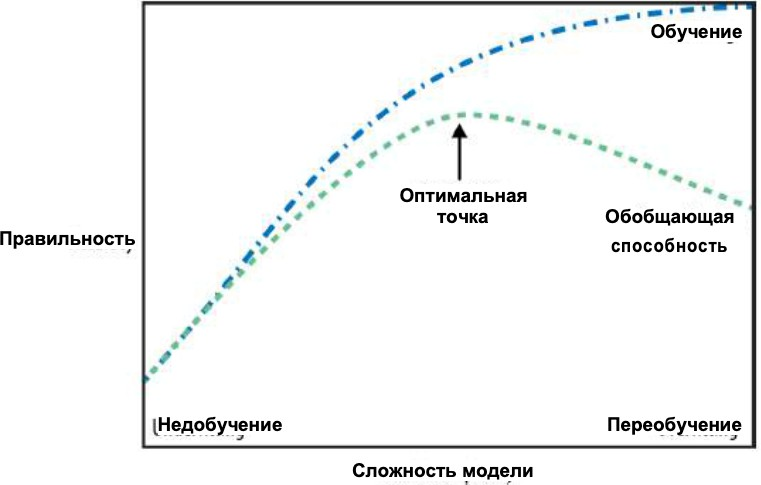 Обучение
Оптимальная
точка
Правильность
Обобщающая
способность
Недобучение
Переобучение
Сложность модели